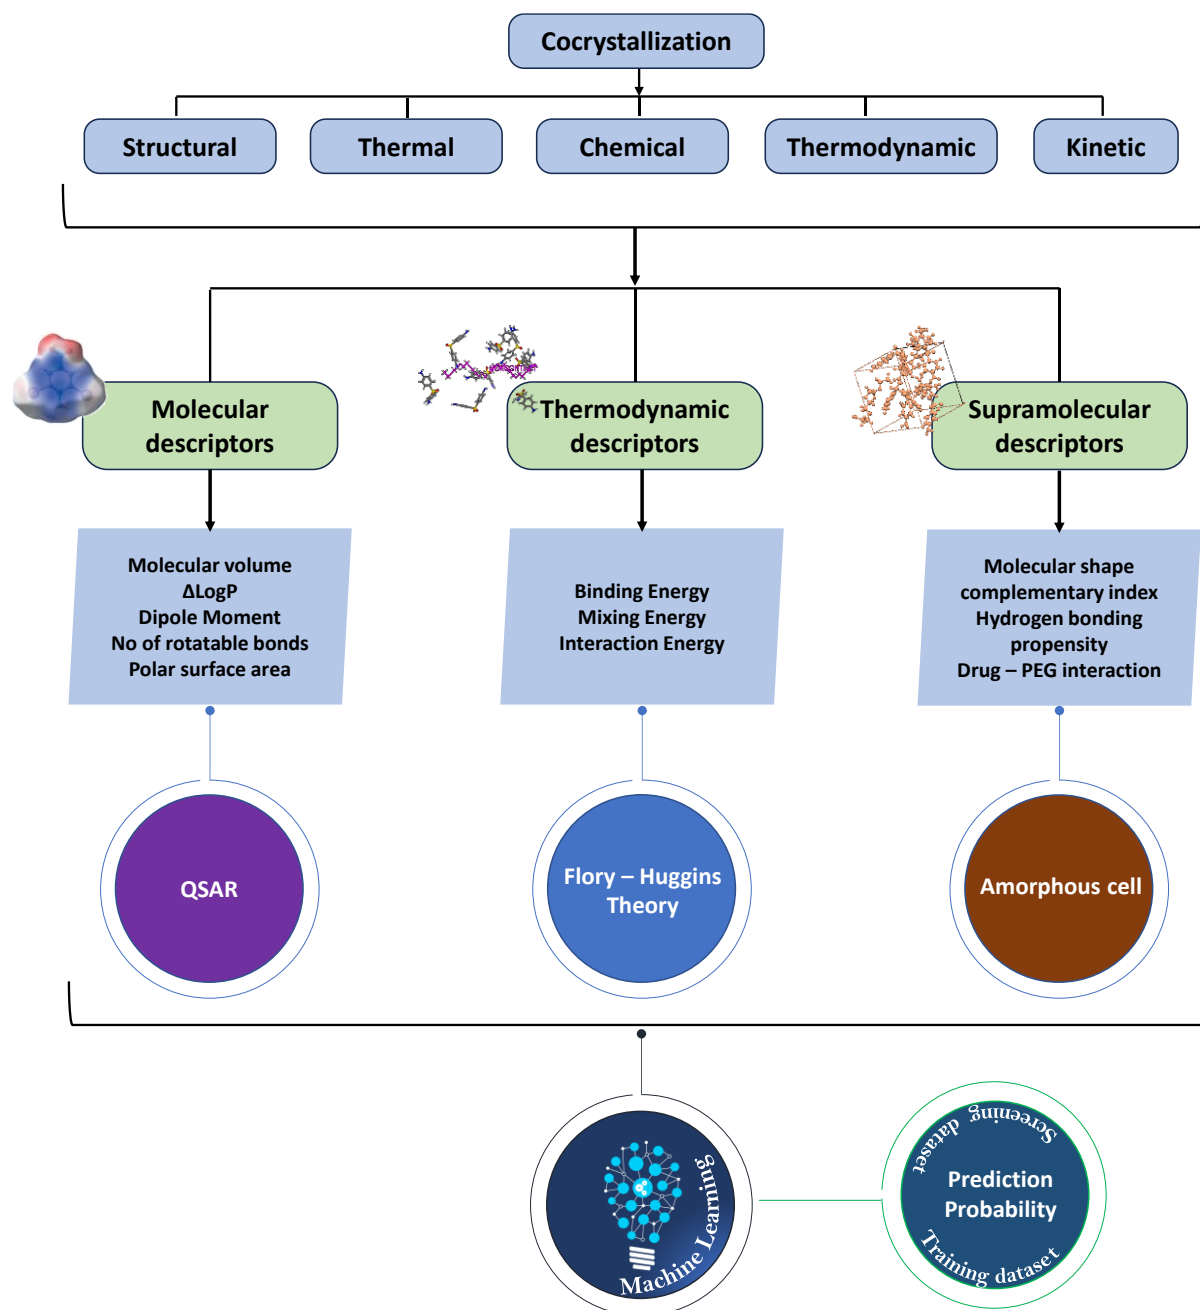 Cocrystallization
Structural
Thermal
Chemical
Thermodynamic
Kinetic
Molecular
descriptors
Thermodynamic
descriptors
Supramolecular
descriptors
Molecular volume
ΔLogP
Dipole Moment
No of rotatable bonds
Polar surface area
Binding Energy
Mixing Energy
Interaction Energy
Molecular shape
complementary index
Hydrogen bonding
propensity
Drug – PEG interaction
QSAR
Flory – Huggins
Theory
Amorphous cell
Machine Learning
Screening dataset
Prediction
Probability
Training dataset